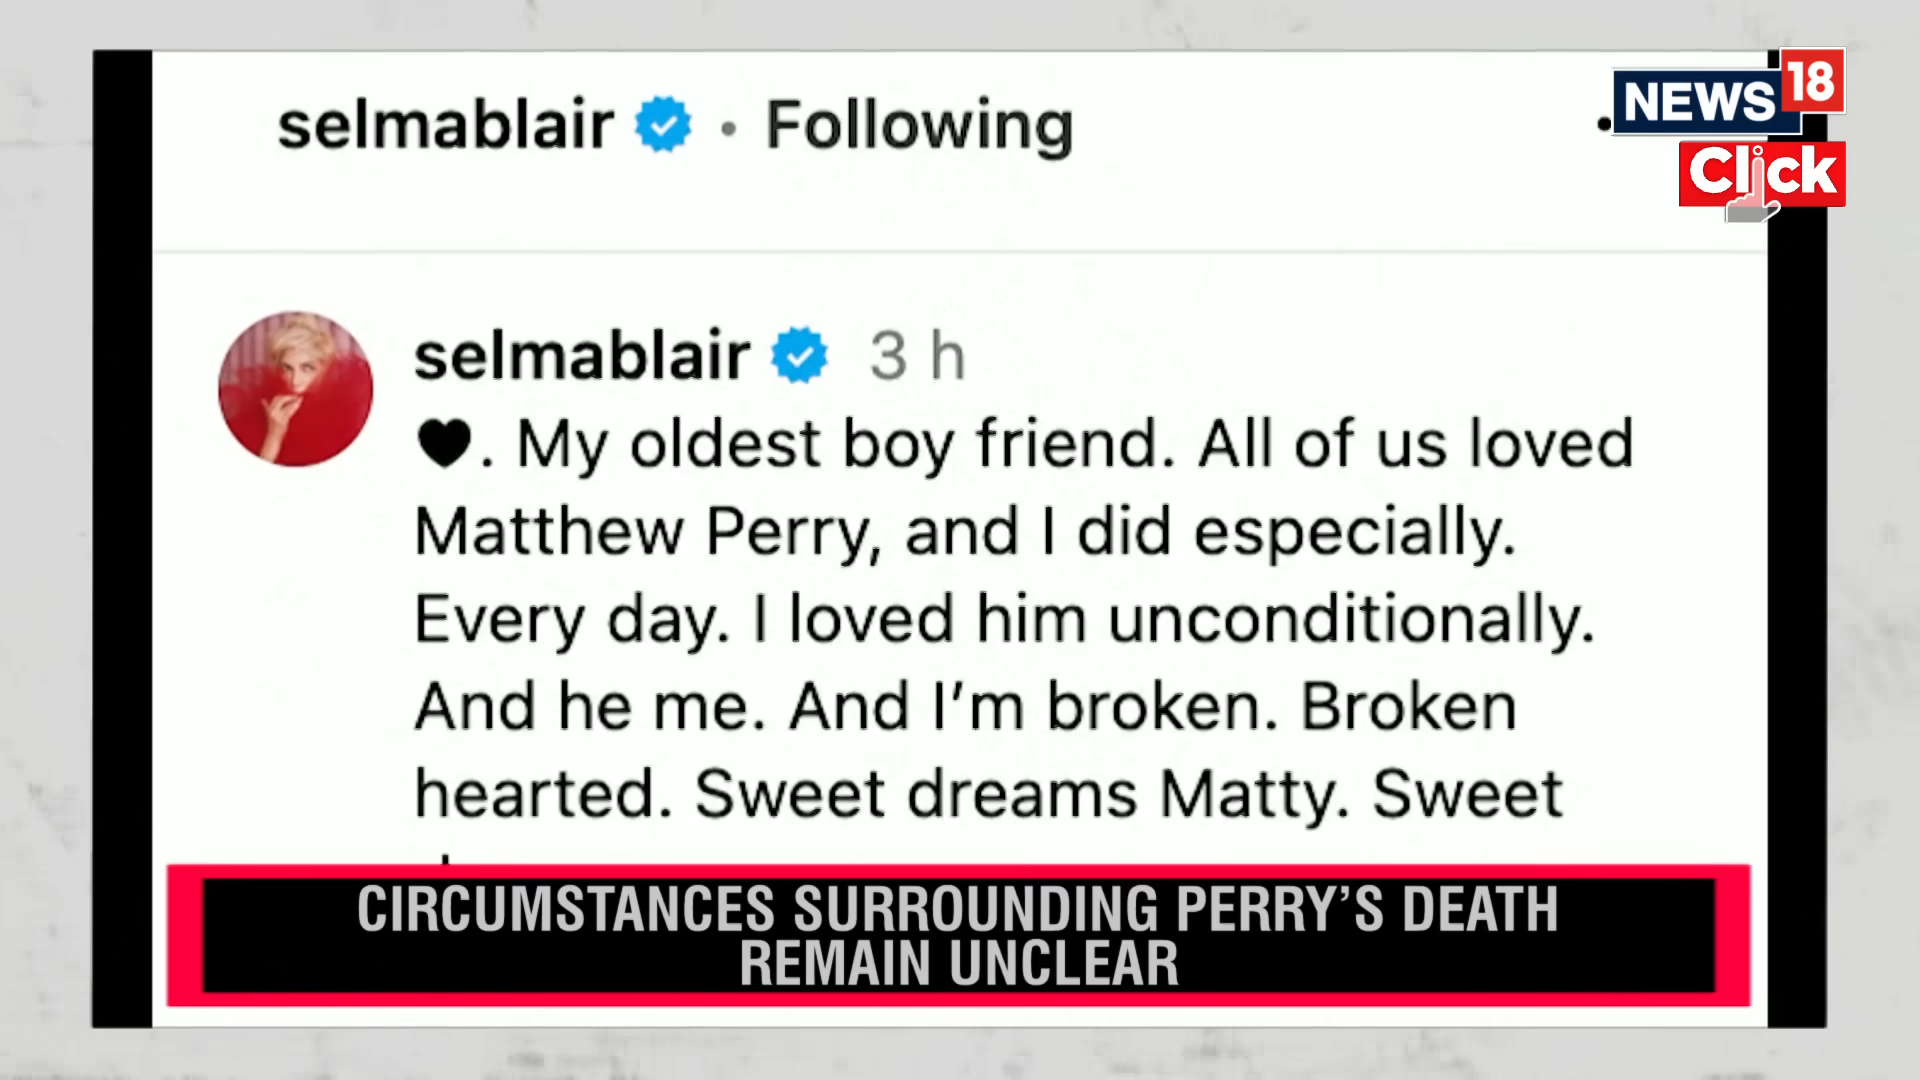 selmablair • Following
NEWS 18
Click
selmablair 3 h
🖤. My oldest boy friend. All of us loved
Matthew Perry, and I did especially.
Every day. I loved him unconditionally.
And he me. And I’m broken. Broken
hearted. Sweet dreams Matty. Sweet
CIRCUMSTANCES SURROUNDING PERRY’S DEATH
REMAIN UNCLEAR